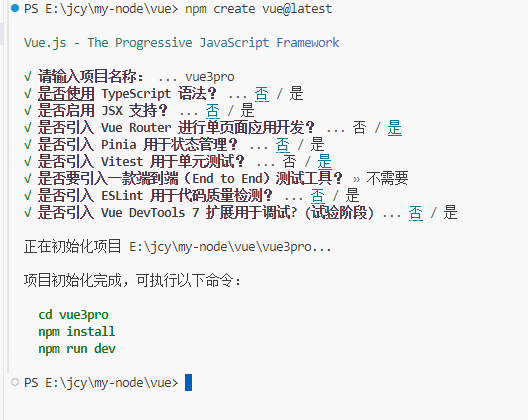 PS E:\jcy\my-node\vue> npm create vue@latest
Vue.js - The Progressive JavaScript Framework
√ 请输入项目名称： ... vue3pro
√ 是否使用 TypeScript 语法？ ... 否 / 是
√ 是否启用 JSX 支持？ ... 否 / 是
√ 是否引入 Vue Router 进行单页面应用开发？ ... 否 / 是
√ 是否引入 Pinia 用于状态管理？ ... 否 / 是
√ 是否引入 Vitest 用于单元测试？ ... 否 / 是
√ 是否要引入一款端到端（End to End）测试工具？ » 不需要
√ 是否引入 ESLint 用于代码质量检测？ ... 否 / 是
√ 是否引入 Vue DevTools 7 扩展用于调试？(试验阶段) ... 否 / 是
正在初始化项目 E:\jcy\my-node\vue\vue3pro...
项目初始化完成，可执行以下命令：
cd vue3pro
npm install
npm run dev
PS E:\jcy\my-node\vue>